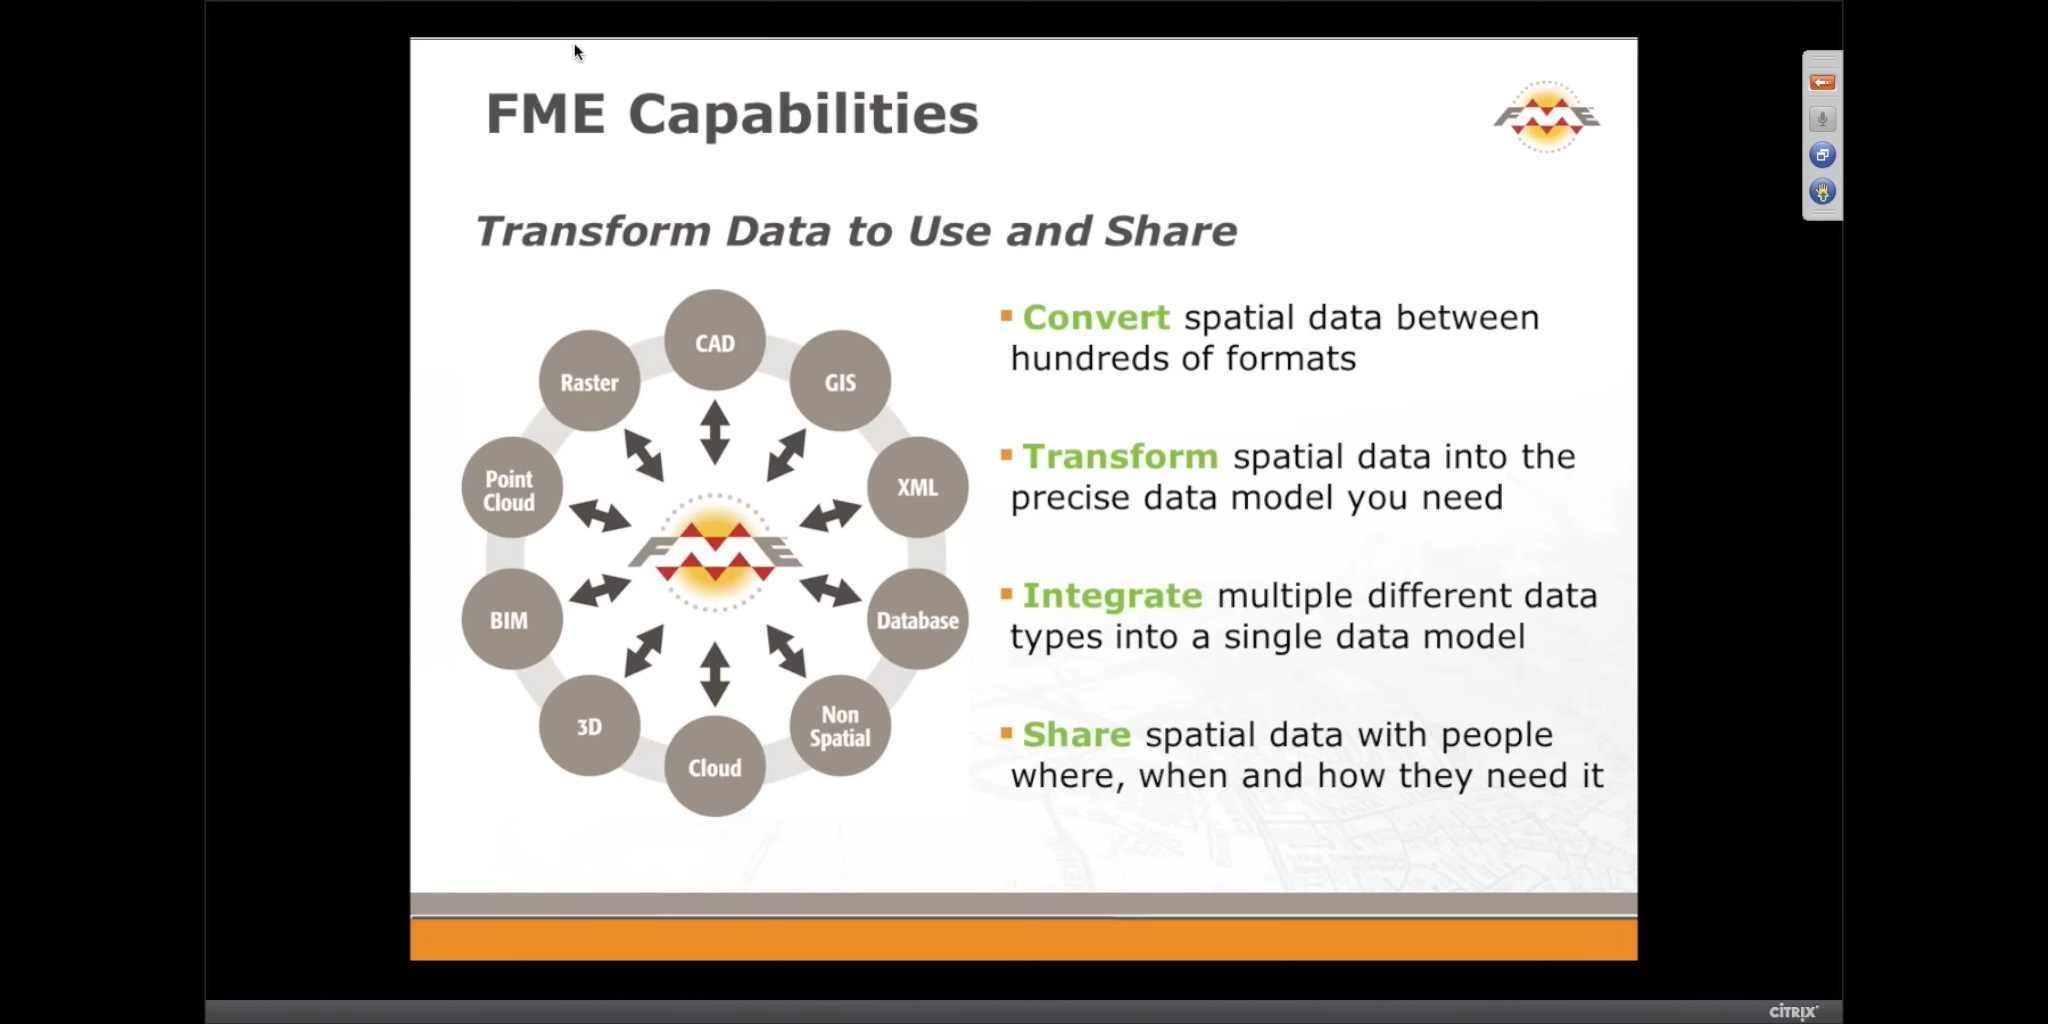 FME Capabilities
FME
Transform Data to Use and Share
CAD
Raster
GIS
Point
Cloud
XML
FME
BIM
Database
3D
Non
Spatial
Cloud
▪ Convert spatial data between
hundreds of formats
▪ Transform spatial data into the
precise data model you need
▪ Integrate multiple different data
types into a single data model
▪ Share spatial data with people
where, when and how they need it
CITRIX